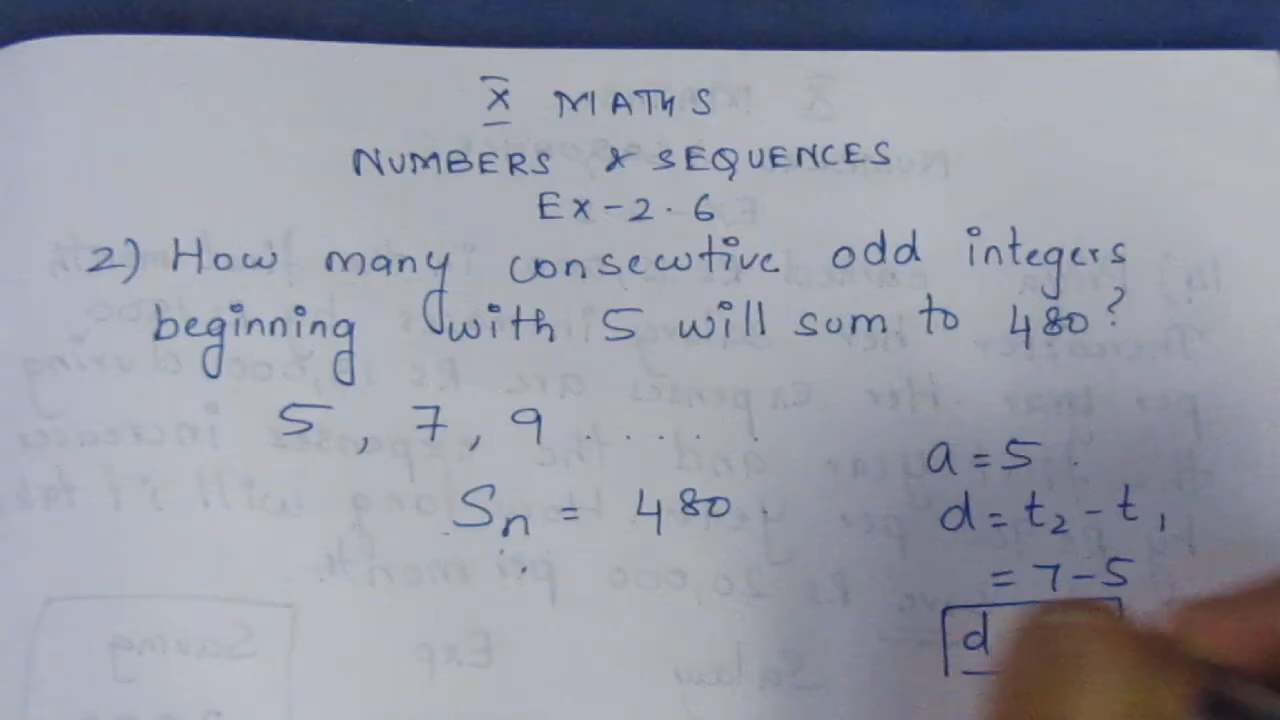 X MATHS
NUMBERS & SEQUENCES
Ex-2.6
2) How many consecutive odd integers
beginning with 5 will sum to 480?
5, 7, 9 ......
a = 5.
Sn = 480.
d = t2 - t1
= 7-5
d